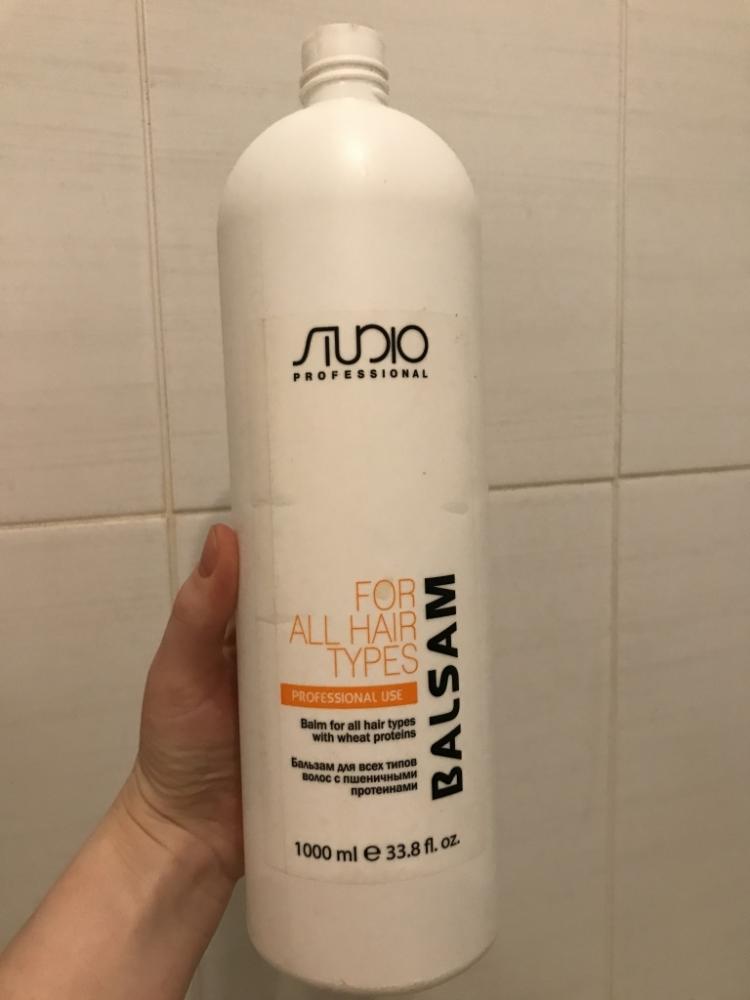 STUDIO
PROFESSIONAL
FOR
ALL HAIR
TYPES
PROFESSIONAL USE
Balm for all hair types
with wheat proteins
Бальзам для всех типов
волос с пшеничными
протеинами
BALSAM
1000 ml e 33.8 fl. oz.